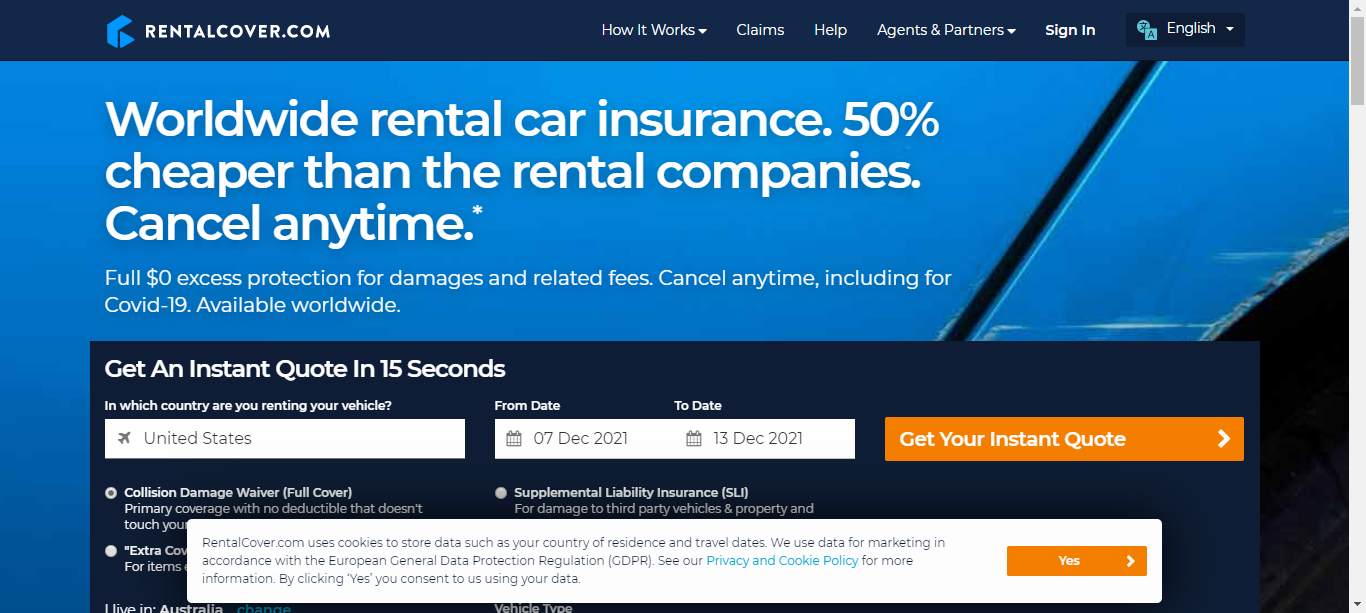 RENTALCOVER.COM
How It Works
Claims
Help
Agents & Partners
Sign In
English
Worldwide rental car insurance. 50%
cheaper than the rental companies.
Cancel anytime.*
Full $0 excess protection for damages and related fees. Cancel anytime, including for
Covid-19. Available worldwide.
Get An Instant Quote In 15 Seconds
In which country are you renting your vehicle?
From Date
To Date
United States
07 Dec 2021
13 Dec 2021
Get Your Instant Quote
Collision Damage Waiver (Full Cover)
Primary coverage with no deductible that doesn't
touch your
Supplemental Liability Insurance (SLI)
For damage to third party vehicles & property and
"Extra Cov
For items
RentalCover.com uses cookies to store data such as your country of residence and travel dates. We use data for marketing in
accordance with the European General Data Protection Regulation (GDPR). See our Privacy and Cookie Policy for more
information. By clicking ‘Yes’ you consent to us using your data.
Yes
I live in: Australia change
Vehicle Type